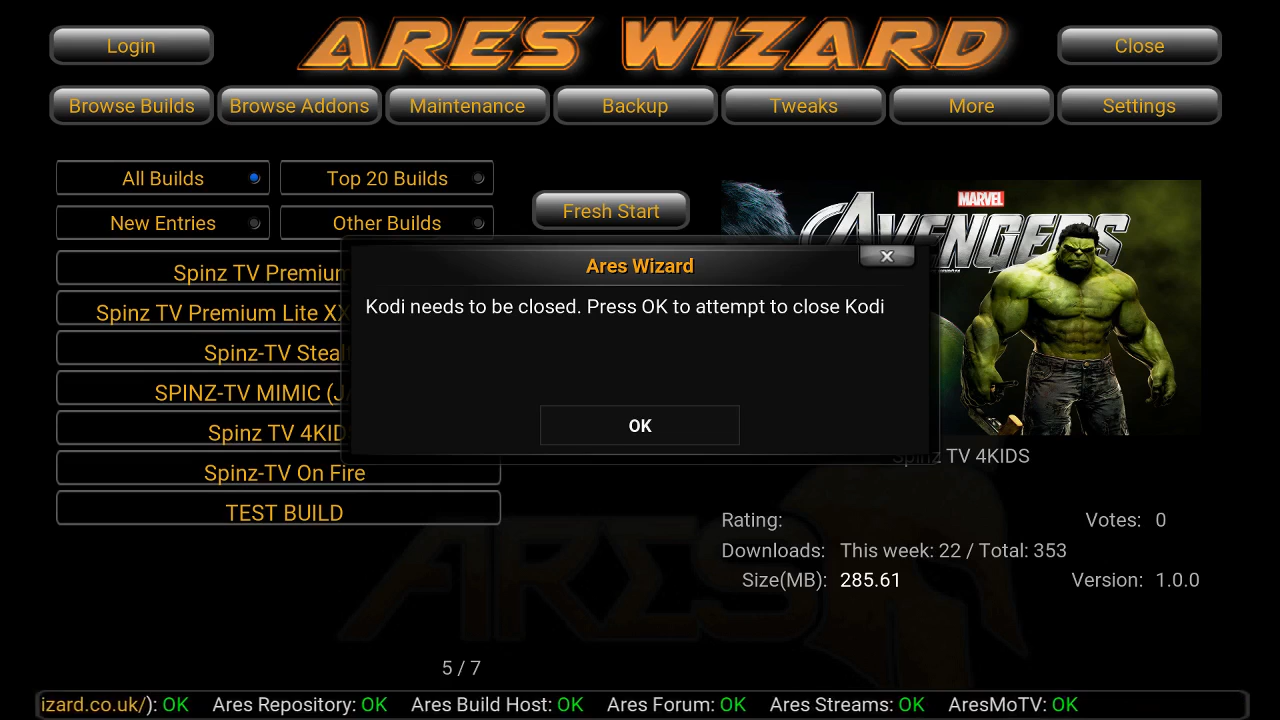 Login
ARES WIZARD
Close
Browse Builds
Browse Addons
Maintenance
Backup
Tweaks
More
Settings
All Builds
Top 20 Builds
New Entries
Other Builds
Fresh Start
MARVEL
AVENGERS
Spinz TV Premium
Spinz TV Premium Lite XX
Spinz-TV
SPINZ-TV MIMIC
Spinz TV 4KID
Spinz-TV On Fire
TEST BUILD
Ares Wizard
Kodi needs to be closed. Press OK to attempt to close Kodi
OK
Spinz TV 4KIDS
Rating:
Votes: 0
Downloads: This week: 22 / Total: 353
Size(MB): 285.61
Version: 1.0.0
ARES
5 / 7
izard.co.uk/): OK Ares Repository: OK Ares Build Host: OK Ares Forum: OK Ares Streams: OK AresMoTV: OK